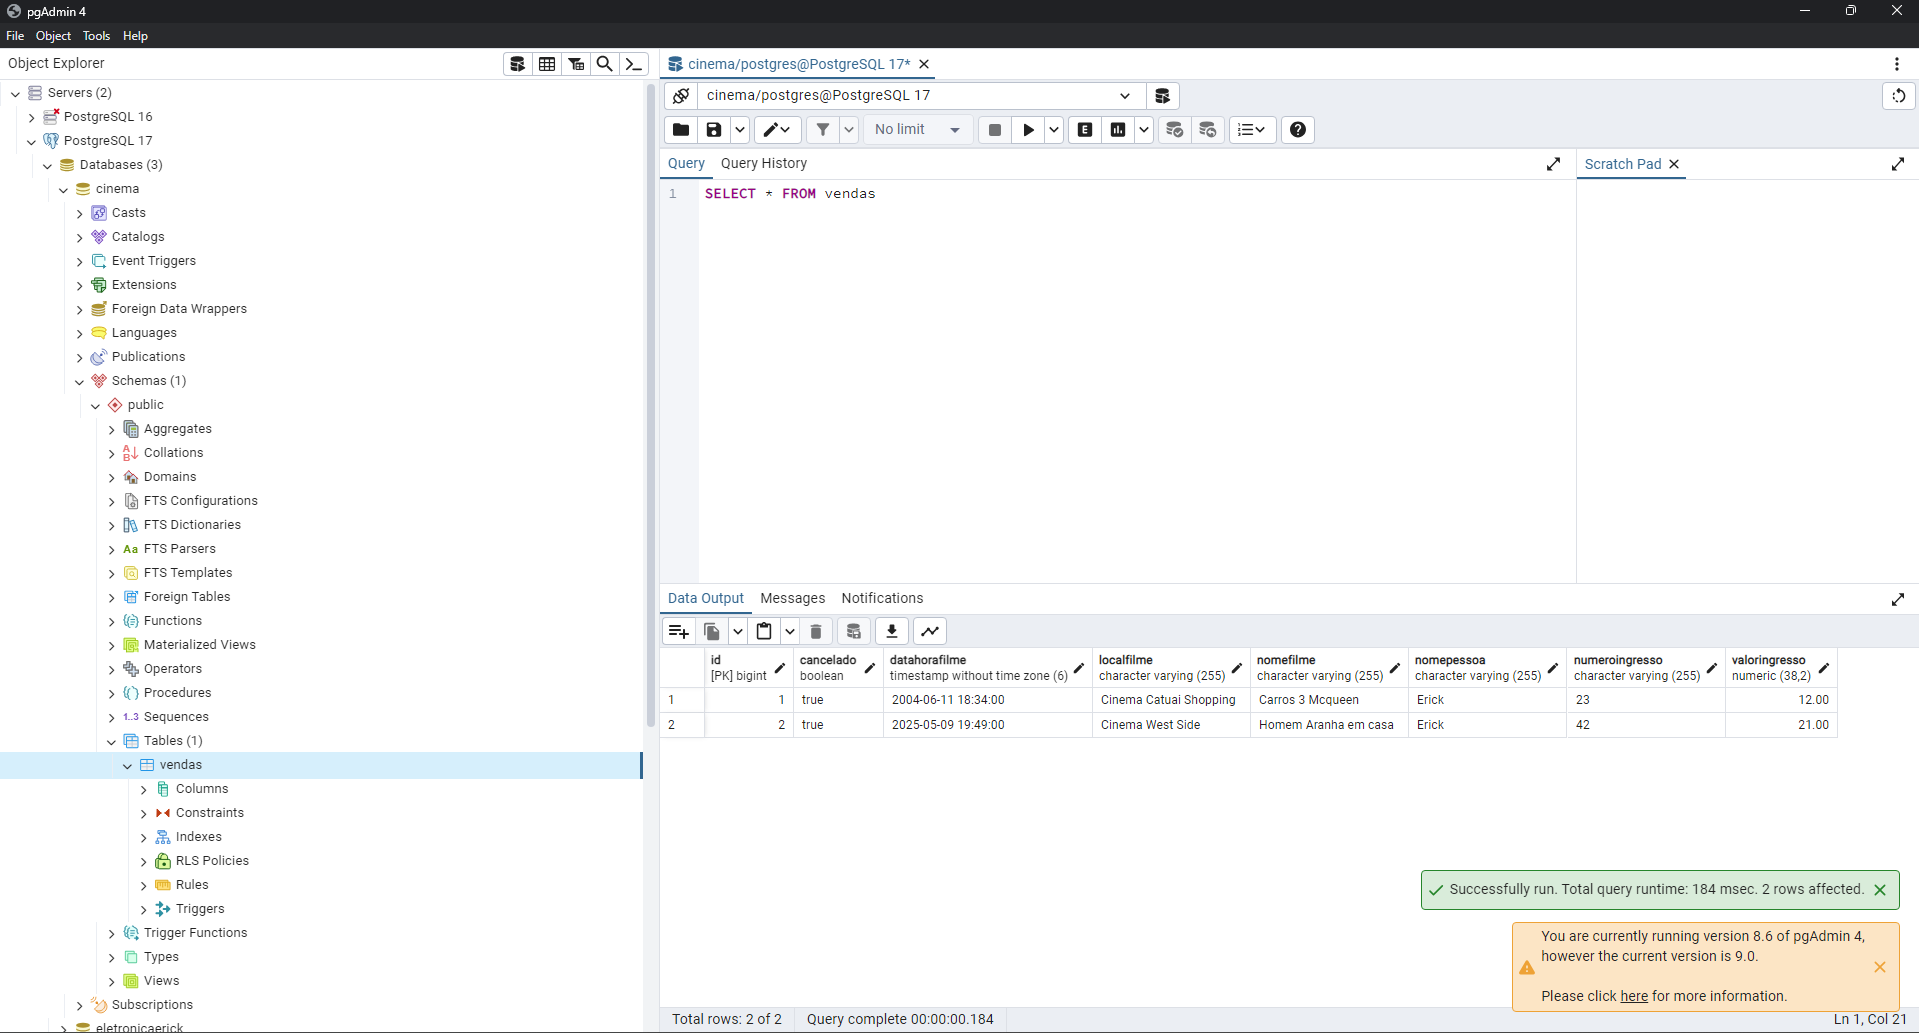 pgAdmin 4
File Object Tools Help
Object Explorer
Servers (2)
PostgreSQL 16
PostgreSQL 17
Databases (3)
cinema
Casts
Catalogs
Event Triggers
Extensions
Foreign Data Wrappers
Languages
Publications
Schemas (1)
public
Aggregates
Collations
Domains
FTS Configurations
FTS Dictionaries
Aa FTS Parsers
FTS Templates
Foreign Tables
Functions
Materialized Views
Operators
Procedures
1..3 Sequences
Tables (1)
vendas
Columns
Constraints
Indexes
RLS Policies
Rules
Triggers
Trigger Functions
Types
Views
Subscriptions
eletronicaerick
cinema/postgres@PostgreSQL 17*
cinema/postgres@PostgreSQL 17
No limit
E
Query Query History
Scratch Pad
1 SELECT * FROM vendas
Data Output Messages Notifications
id cancelado datahorafilme localfilme nomefilme nomepessoa numeroingresso valoringresso
[PK] bigint boolean timestamp without time zone (6) character varying (255) character varying (255) character varying (255) character varying (255) numeric (38,2)
1 1 true 2004-06-11 18:34:00 Cinema Catuai Shopping Carros 3 Mcqueen Erick 23 12.00
2 2 true 2025-05-09 19:49:00 Cinema West Side Homem Aranha em casa Erick 42 21.00
Successfully run. Total query runtime: 184 msec. 2 rows affected.
You are currently running version 8.6 of pgAdmin 4,
however the current version is 9.0.
Please click here for more information.
Total rows: 2 of 2 Query complete 00:00:00.184 Ln 1, Col 21